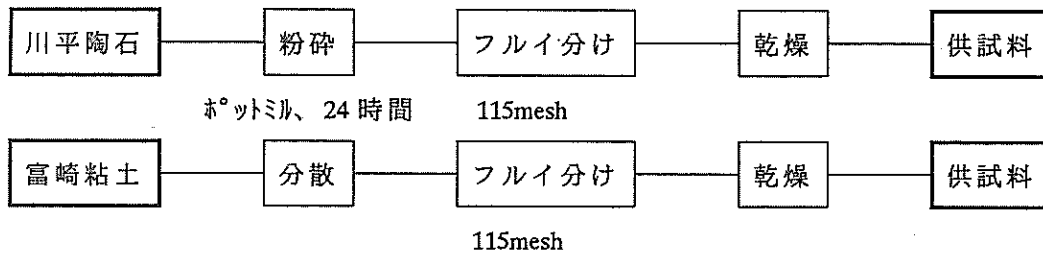 川平陶石 粉砕 フルイ分け 乾燥 供試料
ﾎﾟｯﾄﾐﾙ、24時間 115mesh
富崎粘土 分散 フルイ分け 乾燥 供試料
115mesh